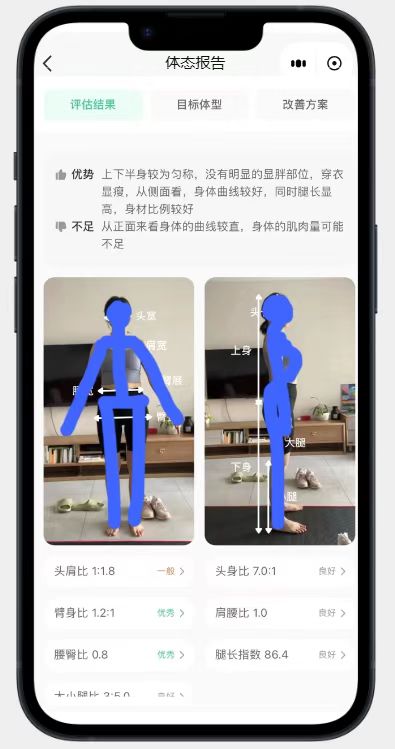 体态报告
评估结果
目标体型
改善方案
优势 上下半身较为匀称，没有明显的显胖部位，穿衣
显瘦，从侧面看，身体曲线较好，同时腿长显
高，身材比例较好
不足 从正面来看身体的曲线较直，身体的肌肉量可能
不足
头宽
肩宽
臂展
臀
头
上身
大腿
下身
小腿
头肩比 1:1.8 一般
头身比 7.0:1 良好
臂身比 1.2:1 优秀
肩腰比 1.0 良好
腰臀比 0.8 优秀
腿长指数 86.4 良好
大小腿比 3:5.0 良好